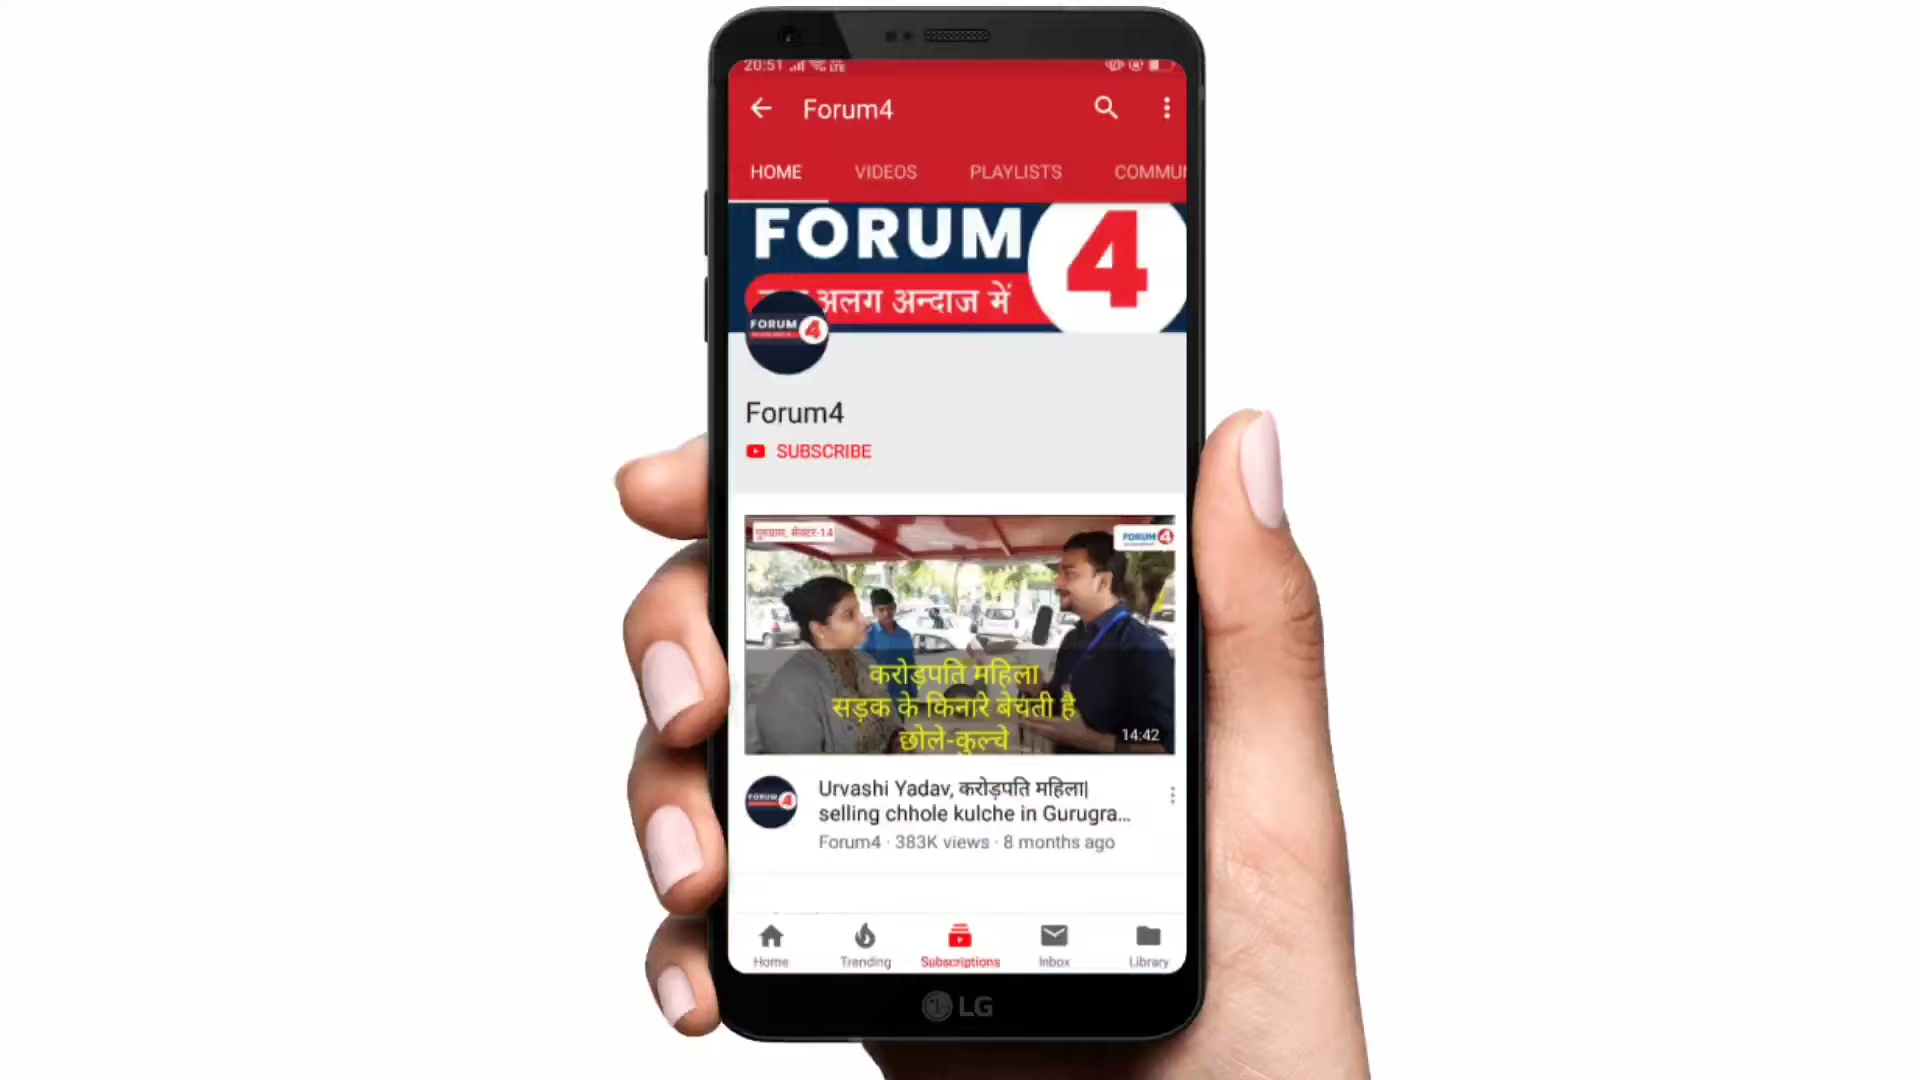 20:51
Forum4
HOME VIDEOS PLAYLISTS COMMU
FORUM 4
अलग अन्दाज में
FORUM 4
Forum4
SUBSCRIBE
गुरुग्राम, सेक्टर-14
FORUM 4
करोड़पति महिला
सड़क के किनारे बेचती है
छोले-कुल्चे
14:42
FORUM 4
Urvashi Yadav, करोड़पति महिला|
selling chhole kulche in Gurugra...
Forum4 · 383K views · 8 months ago
Home Trending Subscriptions Inbox Library
LG